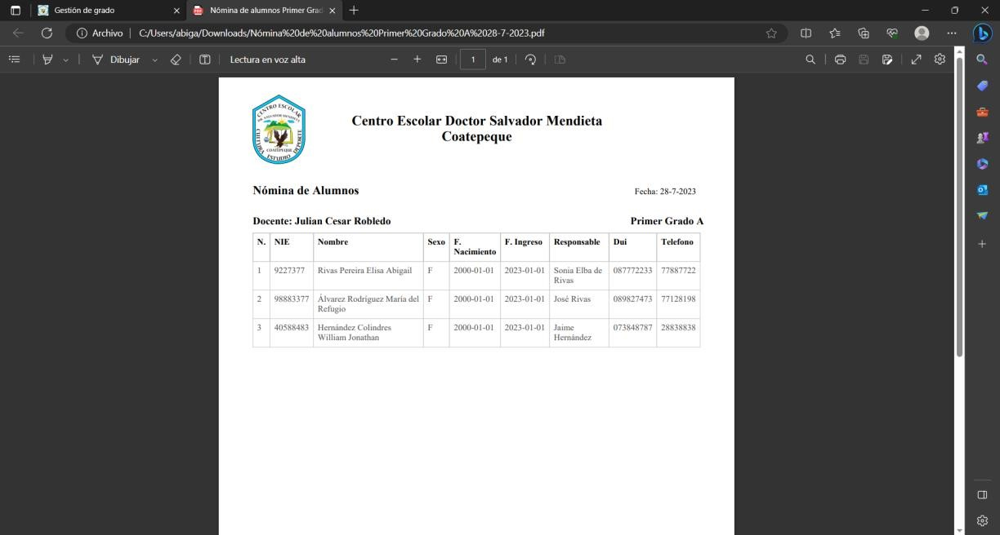 Gestión de grado
Nómina de alumnos Primer Grad
Archivo
C:/Users/abiga/Downloads/Nómina%20de%20alumnos%20Primer%20Grado%20A%2028-7-2023.pdf
Dibujar
Lectura en voz alta
1 de 1
CENTRO ESCOLAR
DR. SALVADOR MENDIETA
COATEPEQUE
CULTURA ESTUDIO DEPORTE
Centro Escolar Doctor Salvador Mendieta
Coatepeque
Nómina de Alumnos
Fecha: 28-7-2023
Docente: Julian Cesar Robledo
Primer Grado A
N. NIE Nombre Sexo F. Nacimiento F. Ingreso Responsable Dui Telefono
1 9227377 Rivas Pereira Elisa Abigail F 2000-01-01 2023-01-01 Sonia Elba de Rivas 087772233 77887722
2 98883377 Álvarez Rodríguez María del Refugio F 2000-01-01 2023-01-01 José Rivas 089827473 77128198
3 40588483 Hernández Colindres William Jonathan F 2000-01-01 2023-01-01 Jaime Hernández 073848787 28838838